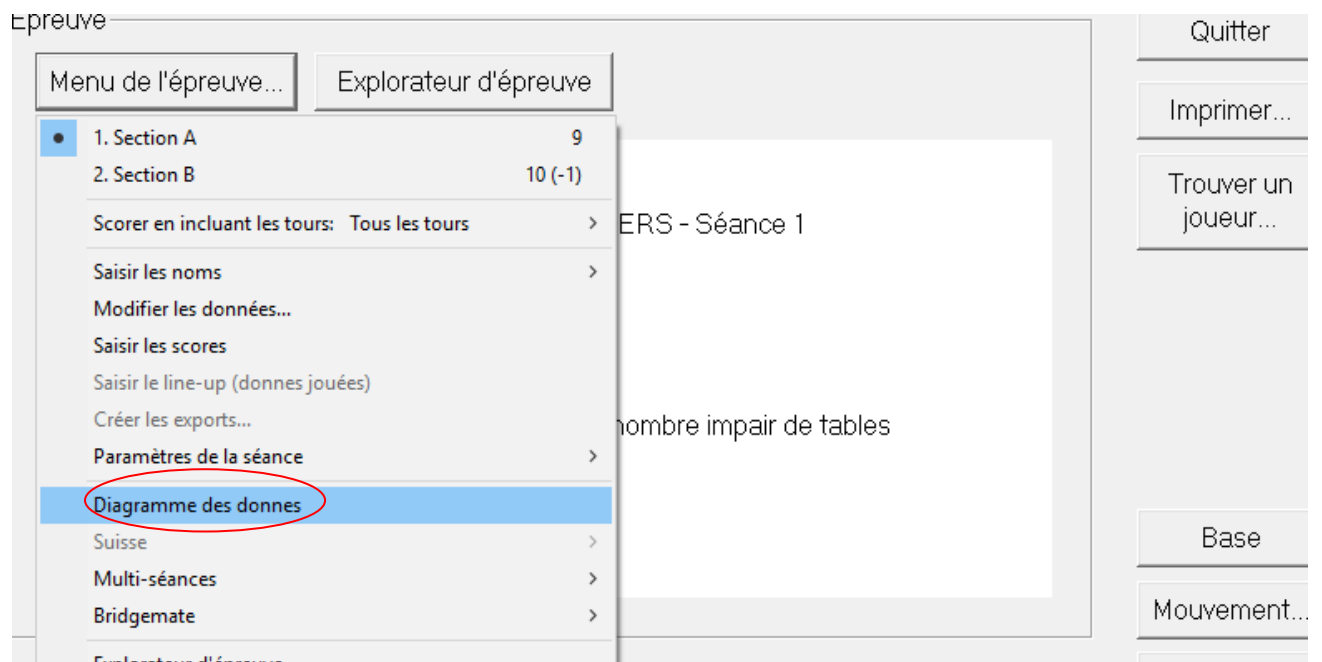 Epreuve
Menu de l'épreuve...
Explorateur d'épreuve
1. Section A 9
2. Section B 10 (-1)
Scorer en incluant les tours: Tous les tours >
Saisir les noms >
Modifier les données...
Saisir les scores
Saisir le line-up (donnes jouées)
Créer les exports...
Paramètres de la séance >
Diagramme des donnes
Suisse >
Multi-séances >
Bridgemate >
Explorateur d'épreuve
ERS - Séance 1
nombre impair de tables
Quitter
Imprimer...
Trouver un
joueur...
Base
Mouvement...